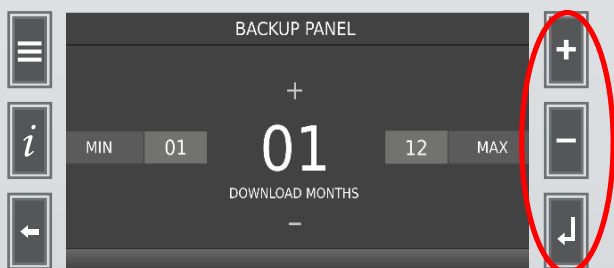 BACKUP PANEL
+
+
i
MIN 01 01 12 MAX
−
DOWNLOAD MONTHS
−